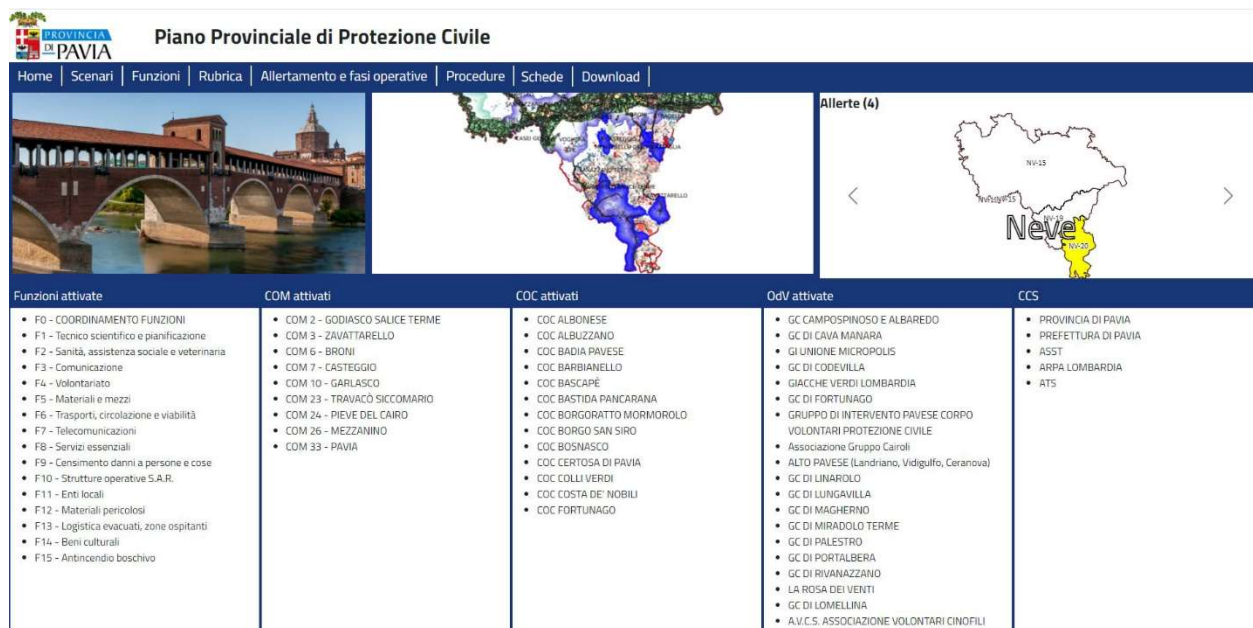 PROVINCIA
DI PAVIA
Piano Provinciale di Protezione Civile
Home
Scenari
Funzioni
Rubrica
Allertamento e fasi operative
Procedure
Schede
Download
Allerte (4)
NV-15
NV-19
Neve
NV-20
Funzioni attivate
F0 - COORDINAMENTO FUNZIONI
F1 - Tecnico scientifico e pianificazione
F2 - Sanità, assistenza sociale e veterinaria
F3 - Comunicazione
F4 - Volontariato
F5 - Materiali e mezzi
F6 - Trasporti, circolazione e viabilità
F7 - Telecomunicazioni
F8 - Servizi essenziali
F9 - Censimento danni a persone e cose
F10 - Strutture operative S.A.R.
F11 - Enti locali
F12 - Materiali pericolosi
F13 - Logistica evacuati, zone ospitanti
F14 - Beni culturali
F15 - Antincendio boschivo
COM attivati
COM 2 - GODIASCO SALICE TERME
COM 3 - ZAVATTARELLO
COM 6 - BRONI
COM 7 - CASTEGGIO
COM 10 - GARLASCO
COM 23 - TRAVACÒ SICCOMARIO
COM 24 - PIEVE DEL CAIRO
COM 26 - MEZZANINO
COM 33 - PAVIA
COC attivati
COC ALBONESE
COC ALBUZZANO
COC BADIA PAVESE
COC BARBIANELLO
COC BASCAPÈ
COC BASTIDA PANCARANA
COC BORGORATTO MORMOROLO
COC BORGO SAN SIRO
COC BOSNASCO
COC CERTOSA DI PAVIA
COC COLLI VERDI
COC COSTA DE' NOBILI
COC FORTUNAGO
OdV attivate
GC CAMPOSPINOSO E ALBAREDO
GC DI CAVA MANARA
GI UNIONE MICROPOLIS
GC DI CODEVILLA
GIACCHE VERDI LOMBARDIA
GC DI FORTUNAGO
GRUPPO DI INTERVENTO PAVESE CORPO
VOLONTARI PROTEZIONE CIVILE
Associazione Gruppo Cairoli
ALTO PAVESE (Landriano, Vidigulfo, Ceranova)
GC DI LINAROLO
GC DI LUNGAVILLA
GC DI MAGHERNO
GC DI MIRADOLO TERME
GC DI PALESTRO
GC DI PORTALBERA
GC DI RIVANAZZANO
LA ROSA DEI VENTI
GC DI LOMELLINA
A.V.C.S. ASSOCIAZIONE VOLONTARI CINOFILI
CCS
PROVINCIA DI PAVIA
PREFETTURA DI PAVIA
ASST
ARPA LOMBARDIA
ATS